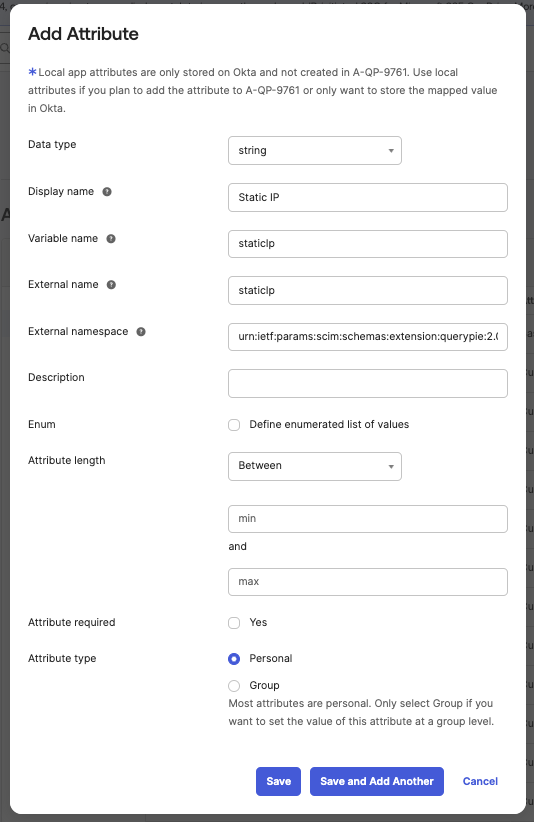 Add Attribute
*Local app attributes are only stored on Okta and not created in A-QP-9761. Use local
attributes if you plan to add the attribute to A-QP-9761 or only want to store the mapped value
in Okta.
Data type
string
Display name
Static IP
Variable name
staticIp
External name
staticIp
External namespace
urn:ietf:params:scim:schemas:extension:querypie:2.0
Description
Enum
Define enumerated list of values
Attribute length
Between
min
and
max
Attribute required
Yes
Attribute type
Personal
Group
Most attributes are personal. Only select Group if you
want to set the value of this attribute at a group level.
Save
Save and Add Another
Cancel